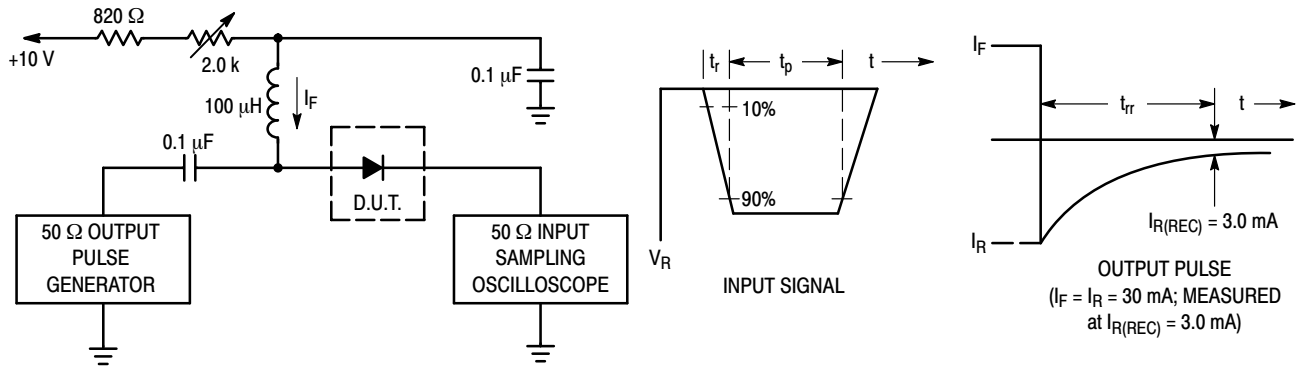 820 Ω
+10 V
2.0 k
0.1 μF
100 μH
I_F
0.1 μF
D.U.T.
50 Ω OUTPUT
PULSE
GENERATOR
50 Ω INPUT
SAMPLING
OSCILLOSCOPE
t_r
t_p
t
10%
90%
V_R
INPUT SIGNAL
I_F
t_rr
t
I_R(REC) = 3.0 mA
I_R
OUTPUT PULSE
(I_F = I_R = 30 mA; MEASURED
at I_R(REC) = 3.0 mA)